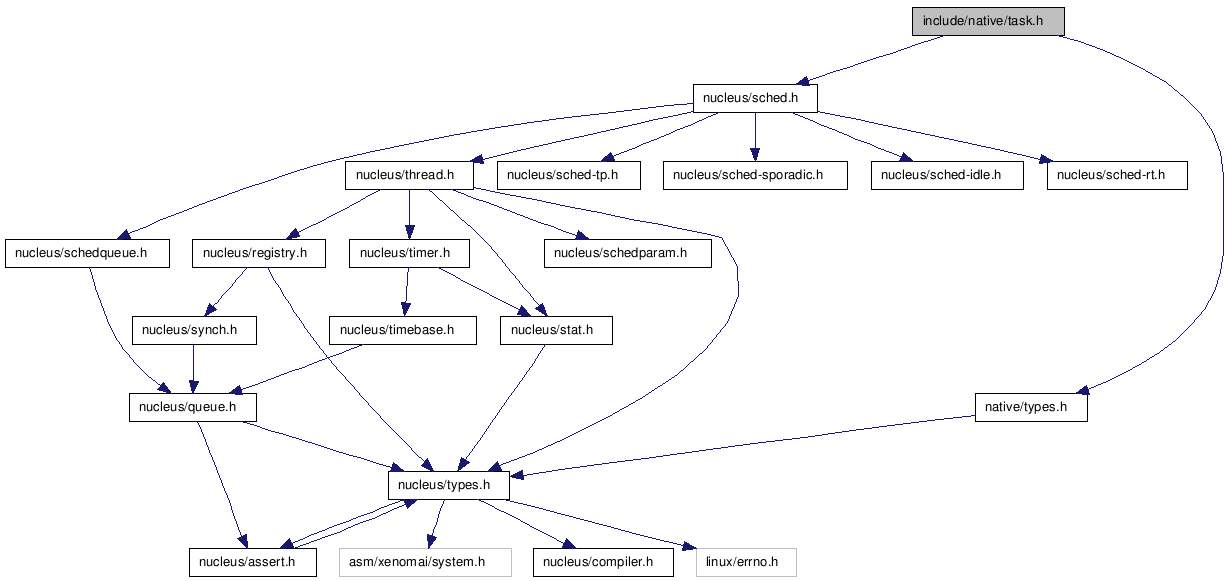 include/native/task.h
nucleus/sched.h
nucleus/thread.h
nucleus/sched-tp.h
nucleus/sched-sporadic.h
nucleus/sched-idle.h
nucleus/sched-rt.h
nucleus/schedqueue.h
nucleus/registry.h
nucleus/timer.h
nucleus/schedparam.h
nucleus/synch.h
nucleus/timebase.h
nucleus/stat.h
nucleus/queue.h
native/types.h
nucleus/types.h
nucleus/assert.h
asm/xenomai/system.h
nucleus/compiler.h
linux/errno.h